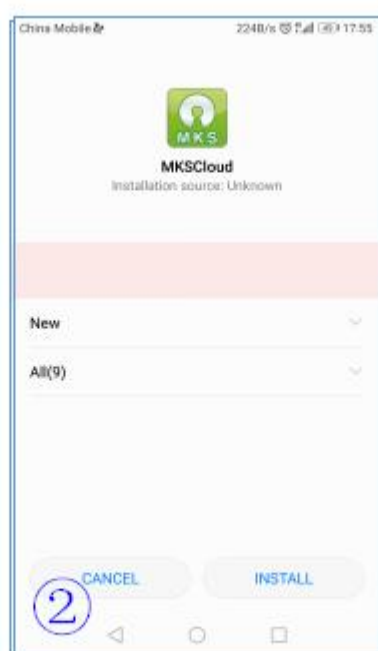 China Mobile 224B/s 17:55
MKS
MKSCloud
Installation source: Unknown
New
All(9)
CANCEL INSTALL
2